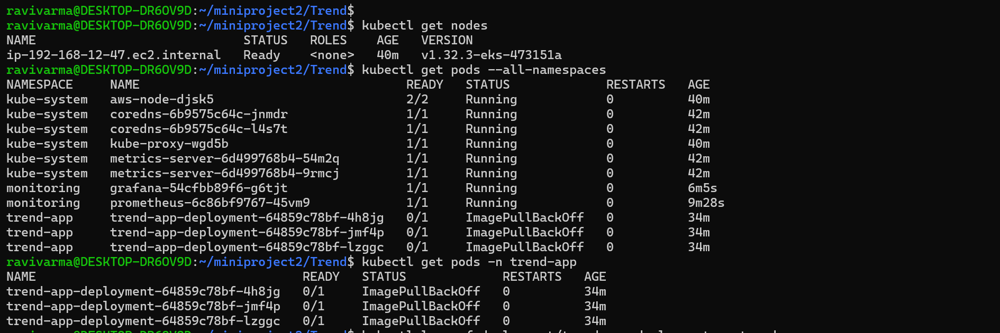 ravivarma@DESKTOP-DR6OV9D:~/miniproject2/Trend$
ravivarma@DESKTOP-DR6OV9D:~/miniproject2/Trend$ kubectl get nodes
NAME                            STATUS   ROLES    AGE   VERSION
ip-192-168-12-47.ec2.internal   Ready    <none>   40m   v1.32.3-eks-473151a
ravivarma@DESKTOP-DR6OV9D:~/miniproject2/Trend$ kubectl get pods --all-namespaces
NAMESPACE     NAME                                    READY   STATUS             RESTARTS   AGE
kube-system   aws-node-djsk5                          2/2     Running            0          40m
kube-system   coredns-6b9575c64c-jnmdr                1/1     Running            0          42m
kube-system   coredns-6b9575c64c-l4s7t                1/1     Running            0          42m
kube-system   kube-proxy-wgd5b                        1/1     Running            0          40m
kube-system   metrics-server-6d499768b4-54m2q         1/1     Running            0          42m
kube-system   metrics-server-6d499768b4-9rmcj         1/1     Running            0          42m
monitoring    grafana-54cfbb89f6-g6tjt                1/1     Running            0          6m5s
monitoring    prometheus-6c86bf9767-45vm9             1/1     Running            0          9m28s
trend-app     trend-app-deployment-64859c78bf-4h8jg   0/1     ImagePullBackOff   0          34m
trend-app     trend-app-deployment-64859c78bf-jmf4p   0/1     ImagePullBackOff   0          34m
trend-app     trend-app-deployment-64859c78bf-lzggc   0/1     ImagePullBackOff   0          34m
ravivarma@DESKTOP-DR6OV9D:~/miniproject2/Trend$ kubectl get pods -n trend-app
NAME                                    READY   STATUS             RESTARTS   AGE
trend-app-deployment-64859c78bf-4h8jg   0/1     ImagePullBackOff   0          34m
trend-app-deployment-64859c78bf-jmf4p   0/1     ImagePullBackOff   0          34m
trend-app-deployment-64859c78bf-lzggc   0/1     ImagePullBackOff   0          34m
ravivarma@DESKTOP-DR6OV9D:~/miniproject2/Trend$